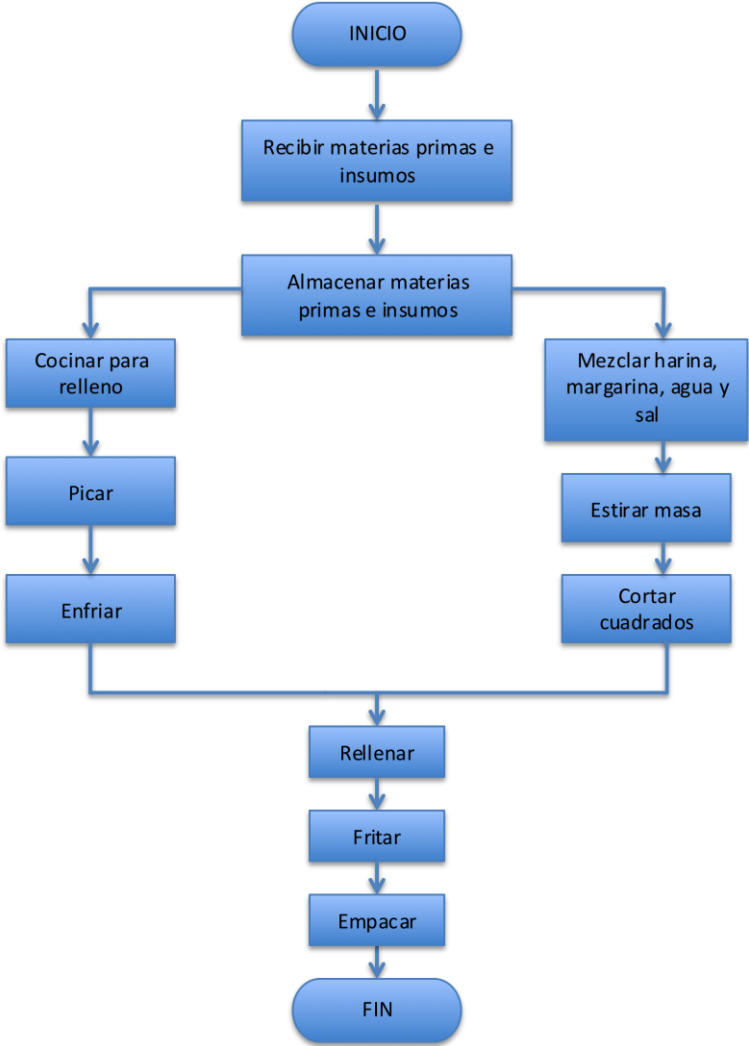 INICIO
Recibir materias primas e
insumos
Almacenar materias
primas e insumos
Cocinar para
relleno
Picar
Enfriar
Mezclar harina,
margarina, agua y
sal
Estirar masa
Cortar
cuadrados
Rellenar
Fritar
Empacar
FIN